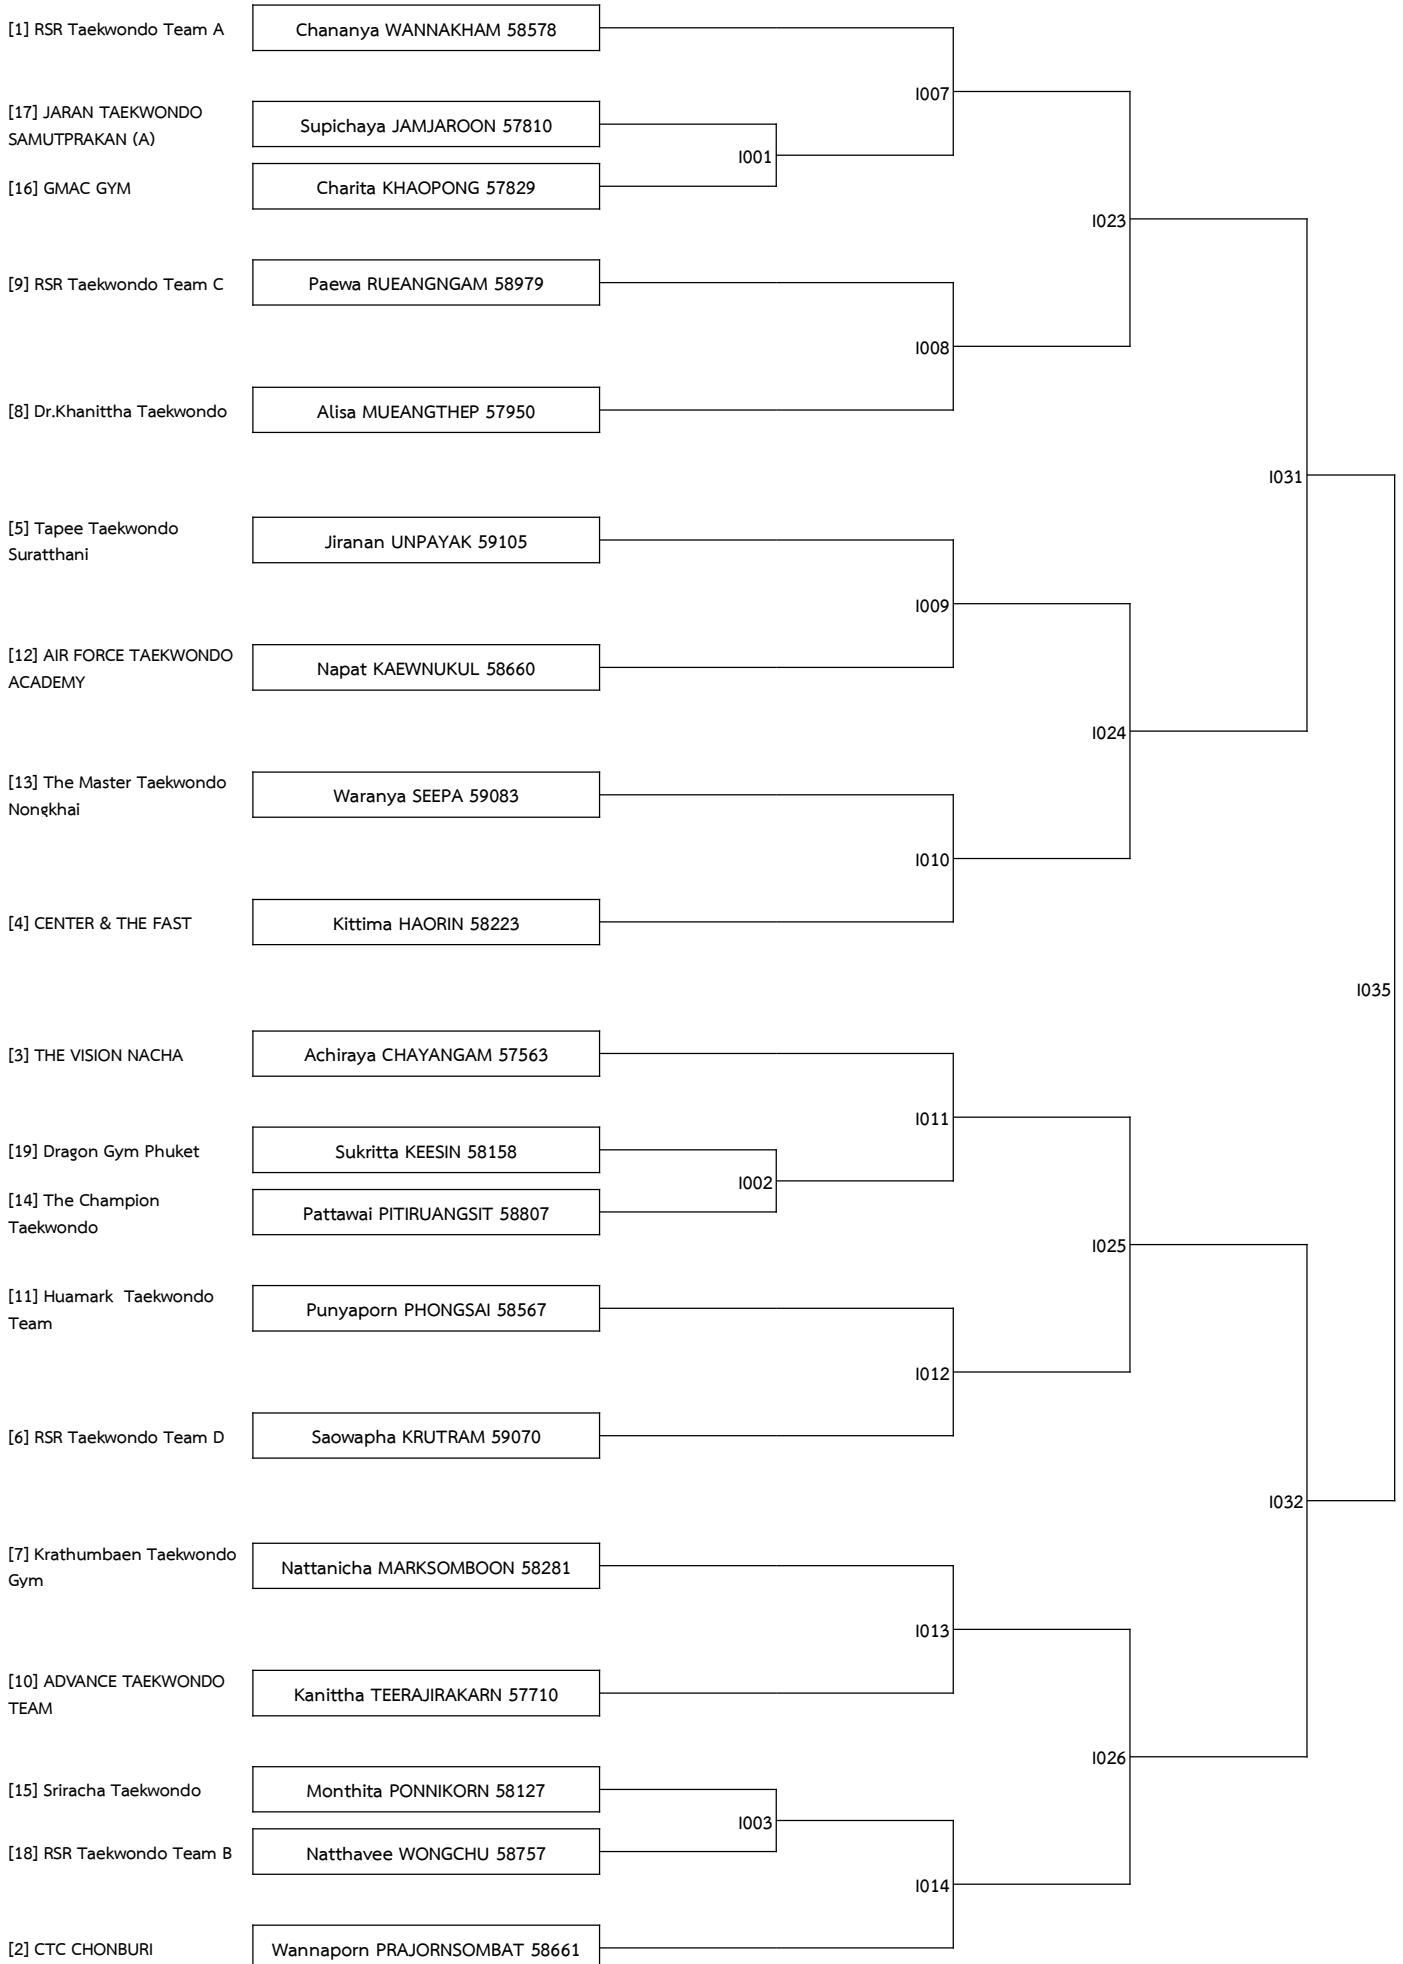 [1] RSR Taekwondo Team A
Chananya WANNAKHAM 58578
I007
[17] JARAN TAEKWONDO
SAMUTPRAKAN (A)
Supichaya JAMJAROON 57810
I001
[16] GMAC GYM
Charita KHAOPONG 57829
I023
[9] RSR Taekwondo Team C
Paewa RUEANGNGAM 58979
I008
[8] Dr.Khanittha Taekwondo
Alisa MUEANGTHEP 57950
I031
[5] Tapee Taekwondo
Suratthani
Jiranan UNPAYAK 59105
I009
[12] AIR FORCE TAEKWONDO
ACADEMY
Napat KAEWNUKUL 58660
I024
[13] The Master Taekwondo
Nongkhai
Waranya SEEPA 59083
I010
[4] CENTER & THE FAST
Kittima HAORIN 58223
I035
[3] THE VISION NACHA
Achiraya CHAYANGAM 57563
I011
[19] Dragon Gym Phuket
Sukritta KEESIN 58158
I002
[14] The Champion
Taekwondo
Pattawai PITIRUANGSIT 58807
I025
[11] Huamark  Taekwondo
Team
Punyaporn PHONGSAI 58567
I012
[6] RSR Taekwondo Team D
Saowapha KRUTRAM 59070
I032
[7] Krathumbaen Taekwondo
Gym
Nattanicha MARKSOMBOON 58281
I013
[10] ADVANCE TAEKWONDO
TEAM
Kanittha TEERAJIRAKARN 57710
I026
[15] Sriracha Taekwondo
Monthita PONNIKORN 58127
I003
[18] RSR Taekwondo Team B
Natthavee WONGCHU 58757
I014
[2] CTC CHONBURI
Wannaporn PRAJORNSOMBAT 58661